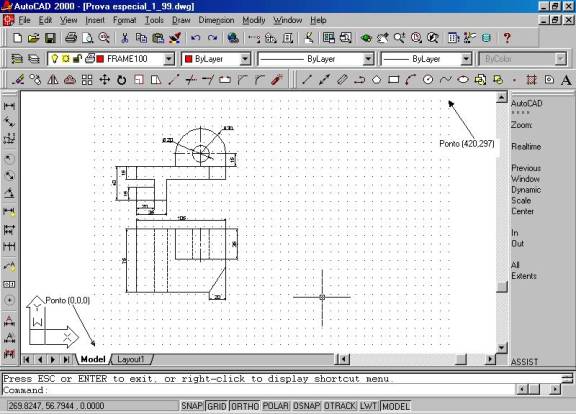 AutoCAD 2000 - [Prova especial_1_99.dwg]
File Edit View Insert Format Tools Draw Dimension Modify Window Help
FRAME100 ByLayer ByLayer ByLayer ByColor
AutoCAD
* * * *
Zoom:
Realtime
Previous
Window
Dynamic
Scale
Center
In
Out
All
Extents
ASSIST
Ponto (420,297)
Ponto (0,0,0)
Y
W
X
105
20
Model Layout1
Press ESC or ENTER to exit, or right-click to display shortcut menu.
Command:
269.8247, 56.7944 , 0.0000 SNAP GRID ORTHO POLAR OSNAP OTRACK LWT MODEL